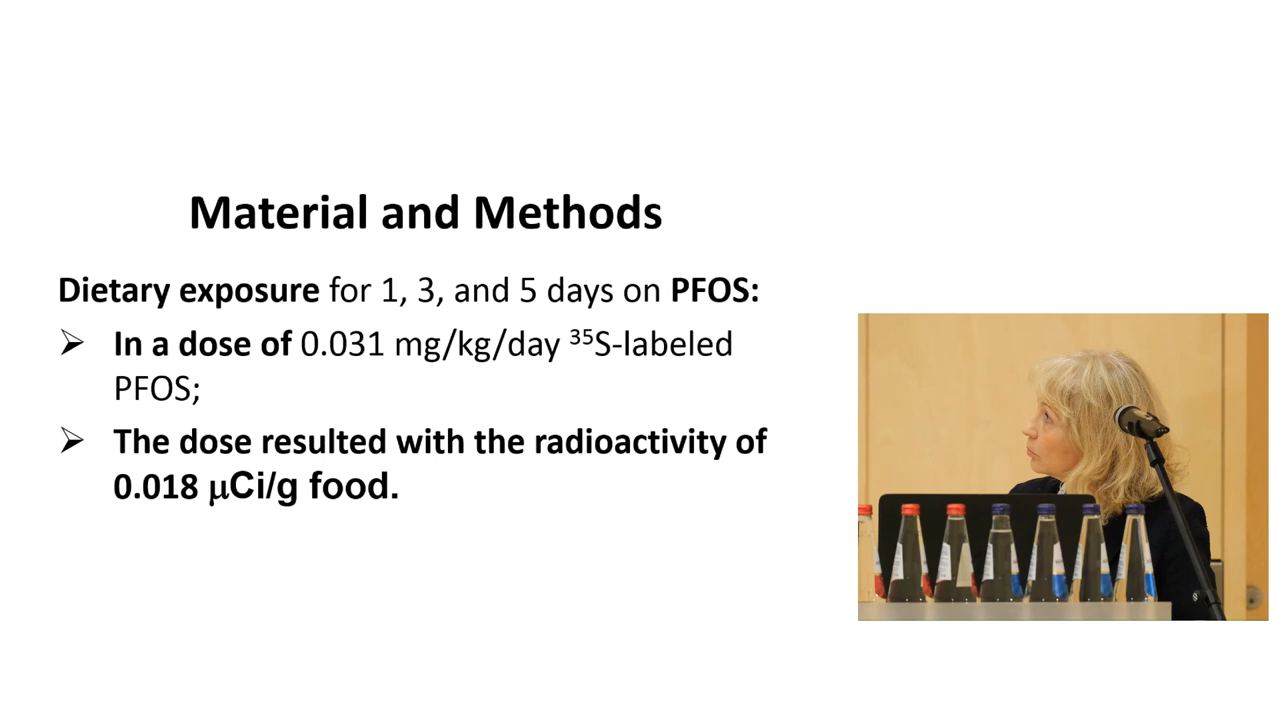 Material and Methods
Dietary exposure for 1, 3, and 5 days on PFOS:
➢ In a dose of 0.031 mg/kg/day ³⁵S-labeled
PFOS;
➢ The dose resulted with the radioactivity of
0.018 μCi/g food.